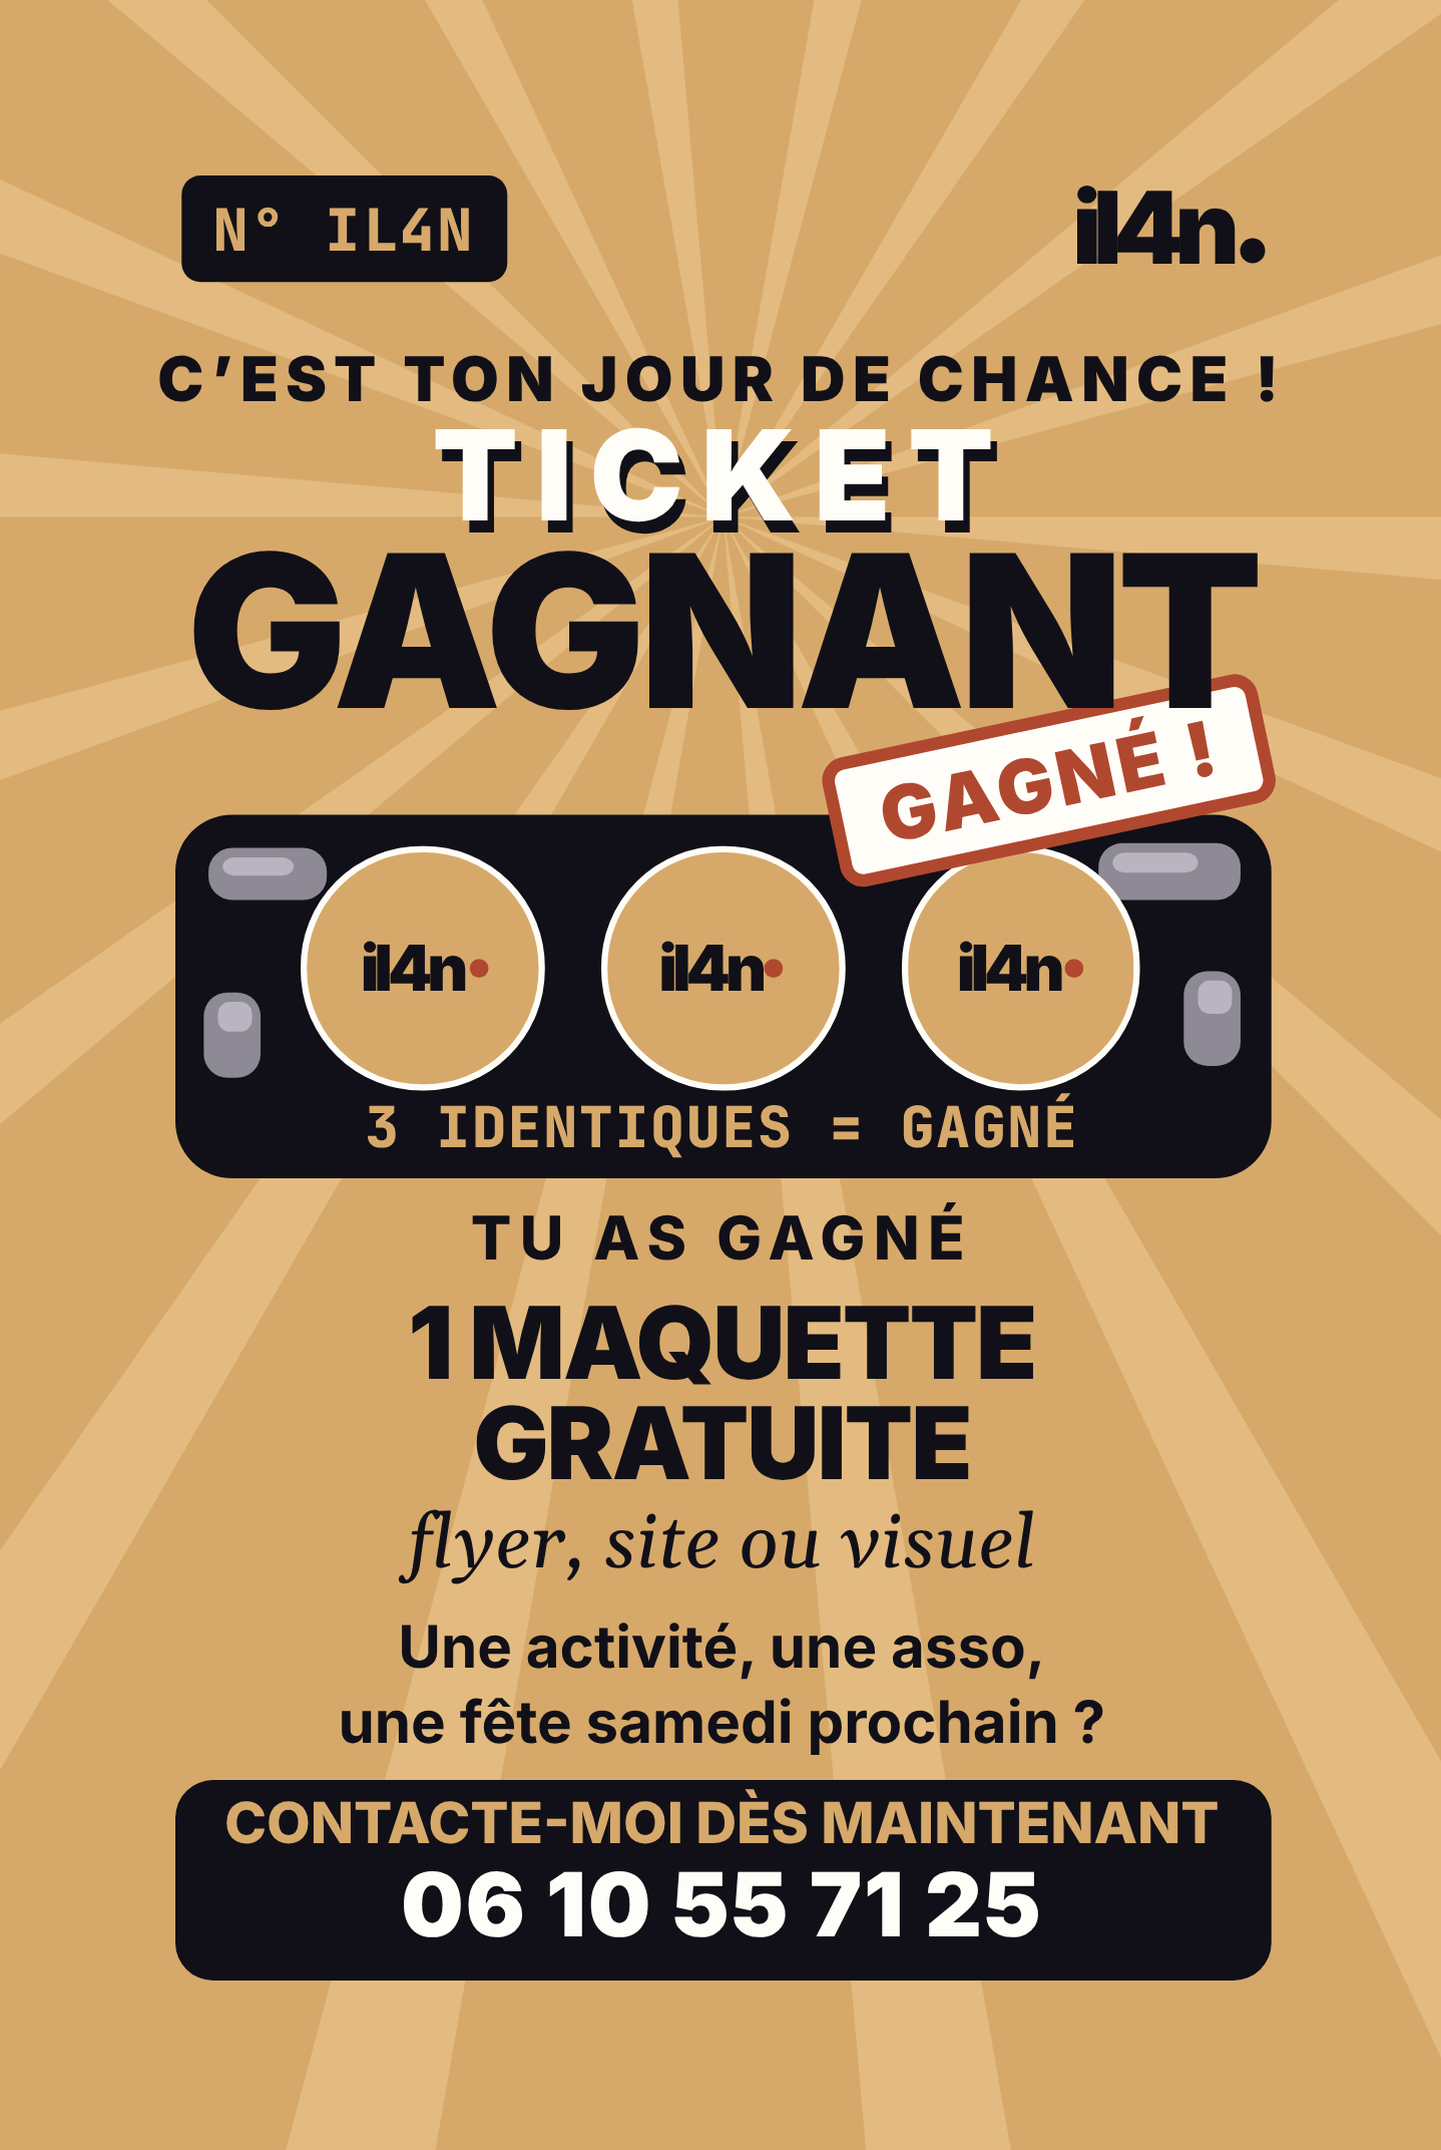 N° IL4N
il4n.
C'EST TON JOUR DE CHANCE !
TICKET
GAGNANT
GAGNÉ !
il4n•
il4n•
il4n•
3 IDENTIQUES = GAGNÉ
TU AS GAGNÉ
1 MAQUETTE
GRATUITE
flyer, site ou visuel
Une activité, une asso,
une fête samedi prochain ?
CONTACTE-MOI DÈS MAINTENANT
06 10 55 71 25